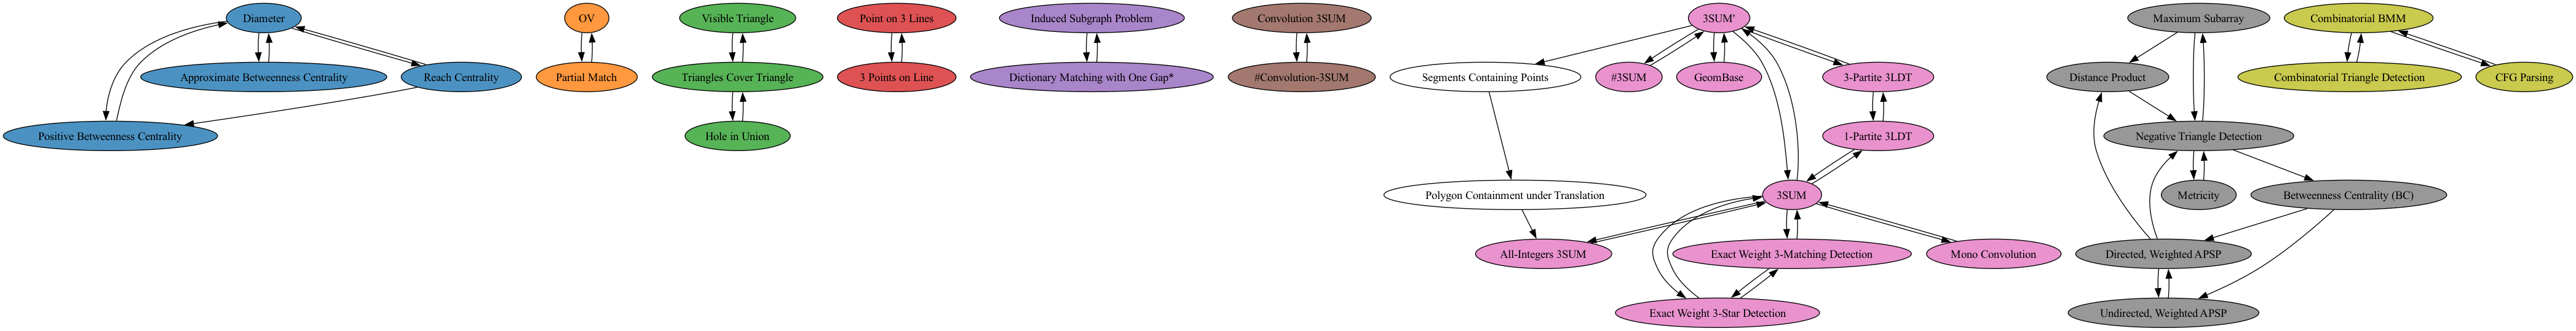 Diameter
OV
Visible Triangle
Point on 3 Lines
Induced Subgraph Problem
Convolution 3SUM
3SUM'
Maximum Subarray
Combinatorial BMM
Approximate Betweenness Centrality
Reach Centrality
Partial Match
Triangles Cover Triangle
3 Points on Line
Dictionary Matching with One Gap*
#Convolution-3SUM
Segments Containing Points
#3SUM
GeomBase
3-Partite 3LDT
Distance Product
Combinatorial Triangle Detection
CFG Parsing
Positive Betweenness Centrality
Hole in Union
1-Partite 3LDT
Negative Triangle Detection
Polygon Containment under Translation
3SUM
Metricity
Betweenness Centrality (BC)
All-Integers 3SUM
Exact Weight 3-Matching Detection
Mono Convolution
Directed, Weighted APSP
Exact Weight 3-Star Detection
Undirected, Weighted APSP